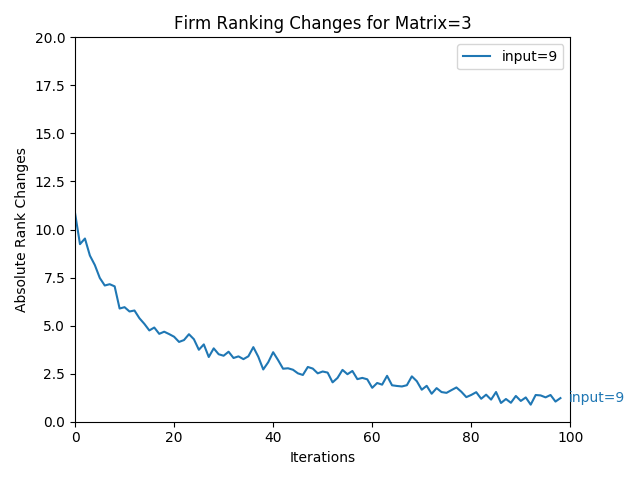 Firm Ranking Changes for Matrix=3
20.0
17.5
15.0
12.5
10.0
7.5
5.0
2.5
0.0
Absolute Rank Changes
input=9
input=9
0 20 40 60 80 100
Iterations